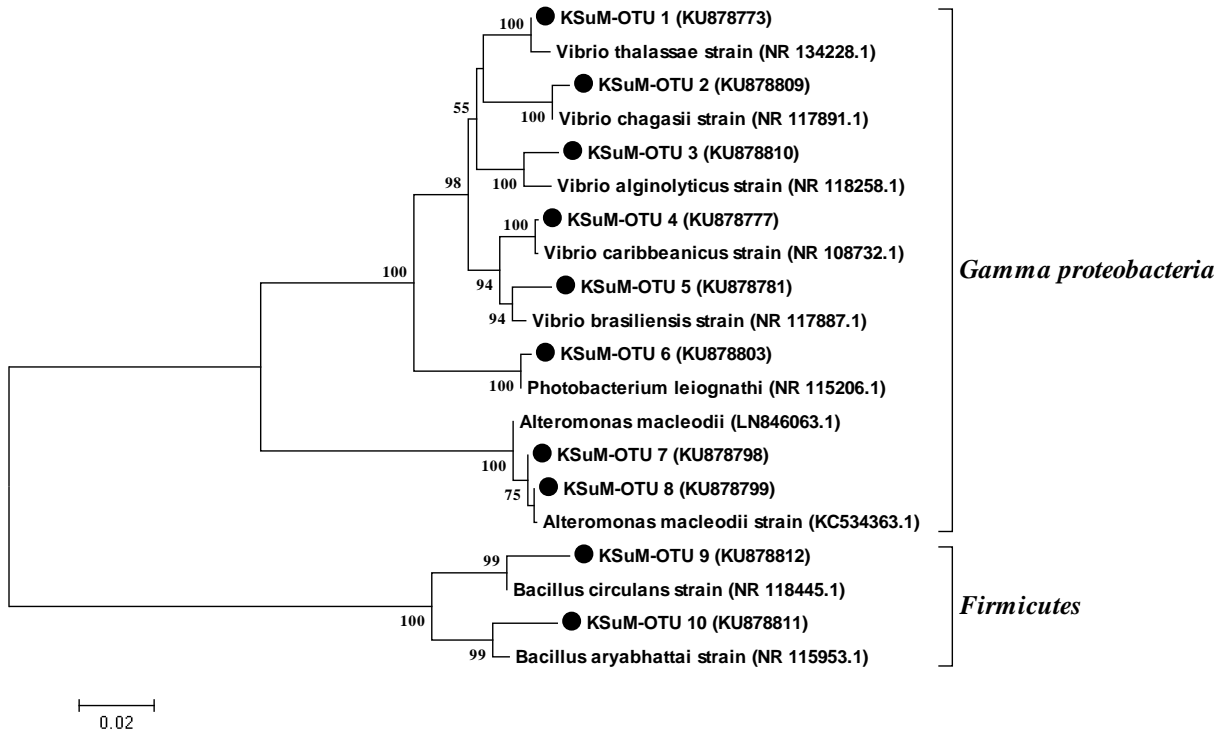 100
KSuM-OTU 1 (KU878773)
Vibrio thalassae strain (NR 134228.1)
55
KSuM-OTU 2 (KU878809)
100
Vibrio chagasii strain (NR 117891.1)
KSuM-OTU 3 (KU878810)
98
100
Vibrio alginolyticus strain (NR 118258.1)
100
KSuM-OTU 4 (KU878777)
Vibrio caribbeanicus strain (NR 108732.1)
Gamma proteobacteria
100
94
KSuM-OTU 5 (KU878781)
94
Vibrio brasiliensis strain (NR 117887.1)
KSuM-OTU 6 (KU878803)
100
Photobacterium leiognathi (NR 115206.1)
Alteromonas macleodii (LN846063.1)
100
KSuM-OTU 7 (KU878798)
75
KSuM-OTU 8 (KU878799)
Alteromonas macleodii strain (KC534363.1)
99
KSuM-OTU 9 (KU878812)
Bacillus circulans strain (NR 118445.1)
Firmicutes
100
KSuM-OTU 10 (KU878811)
99
Bacillus aryabhattai strain (NR 115953.1)
0.02